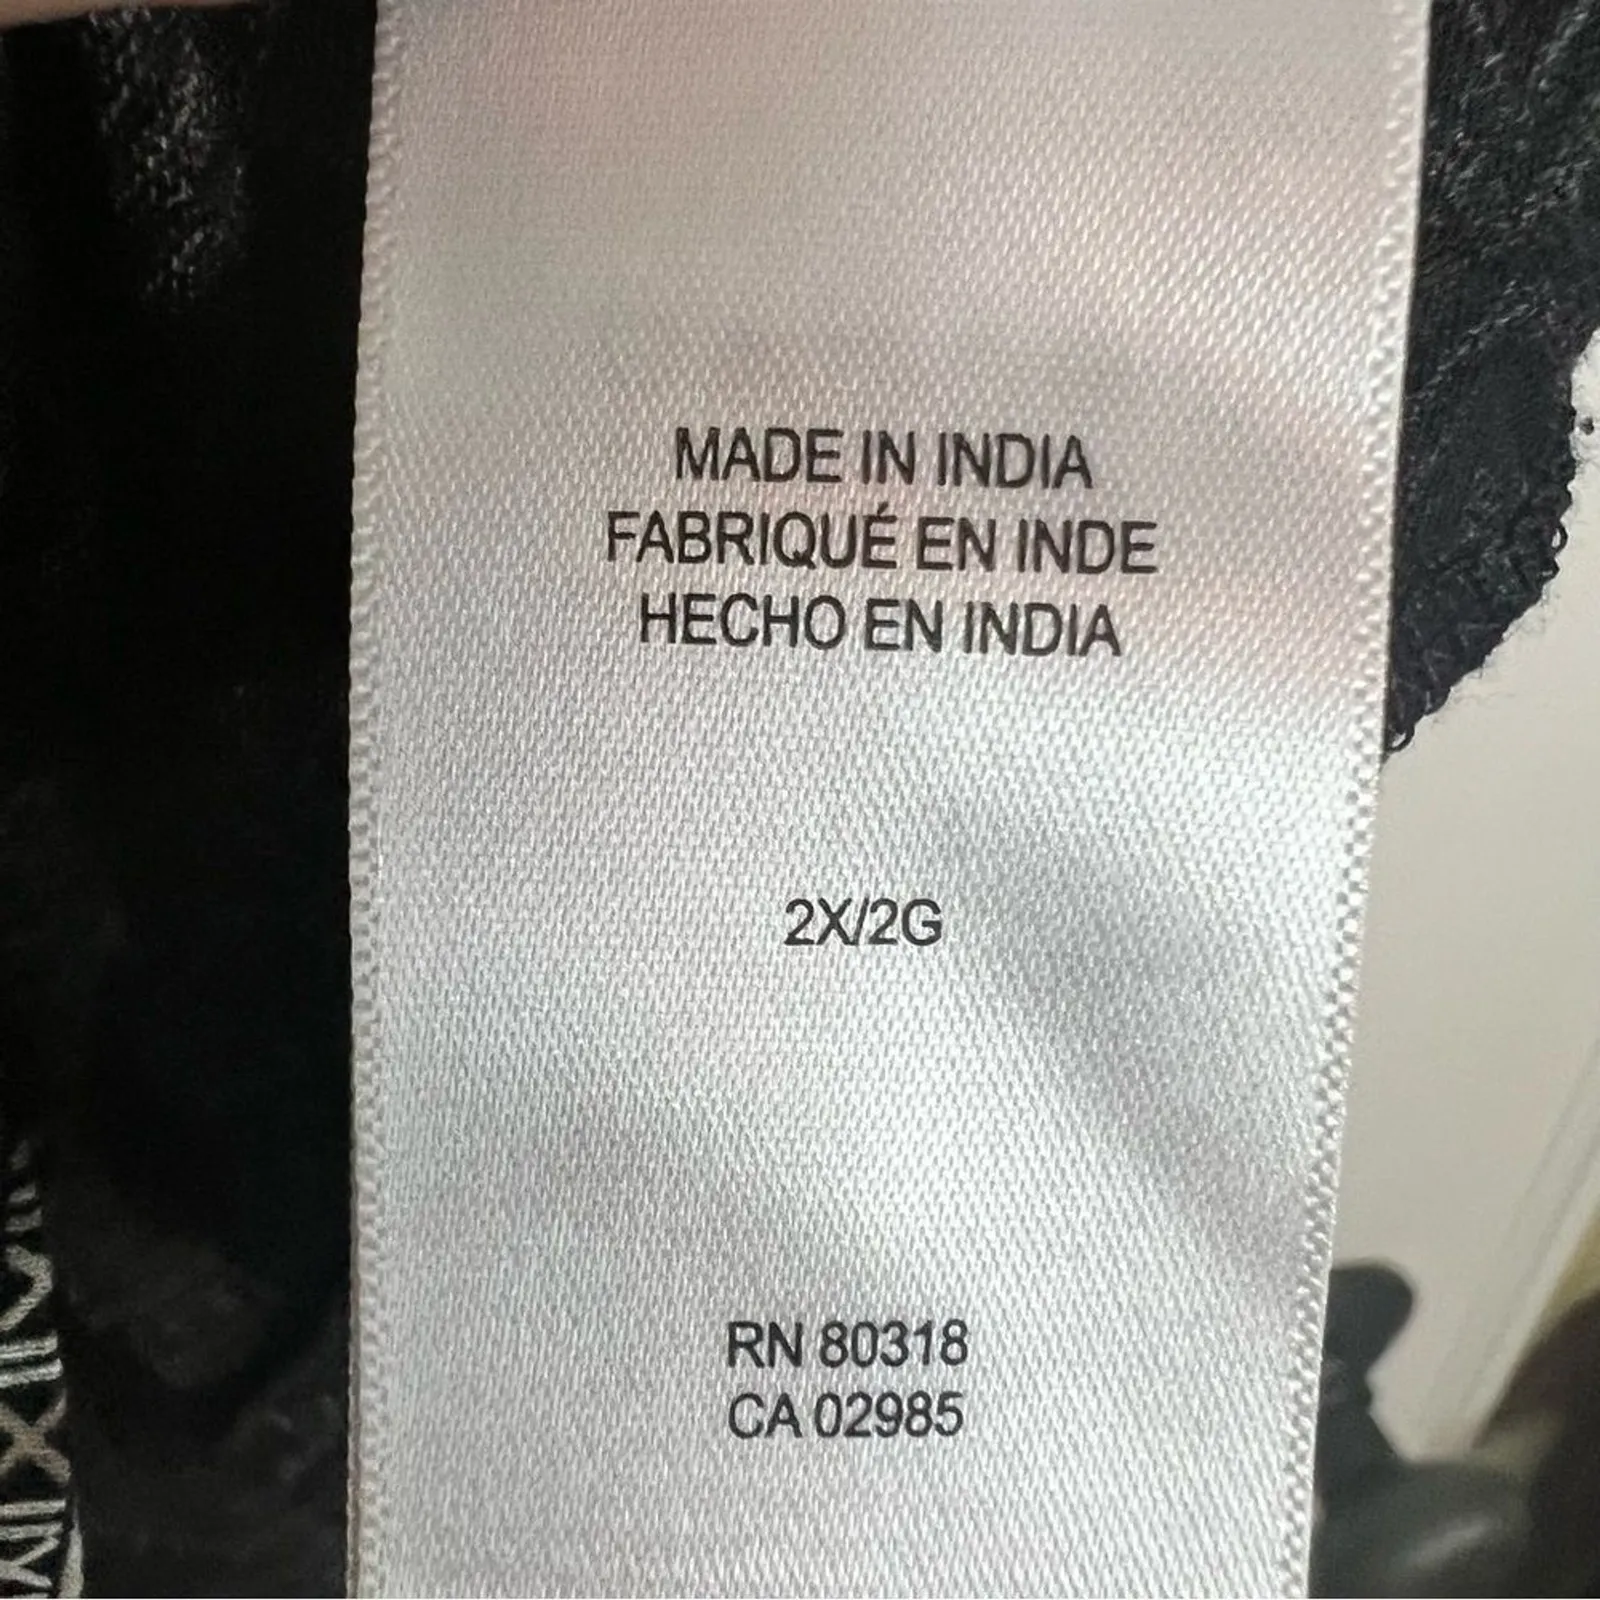 MADE IN INDIA
FABRIQUÉ EN INDE
HECHO EN INDIA
2X/2G
RN 80318
CA 02985